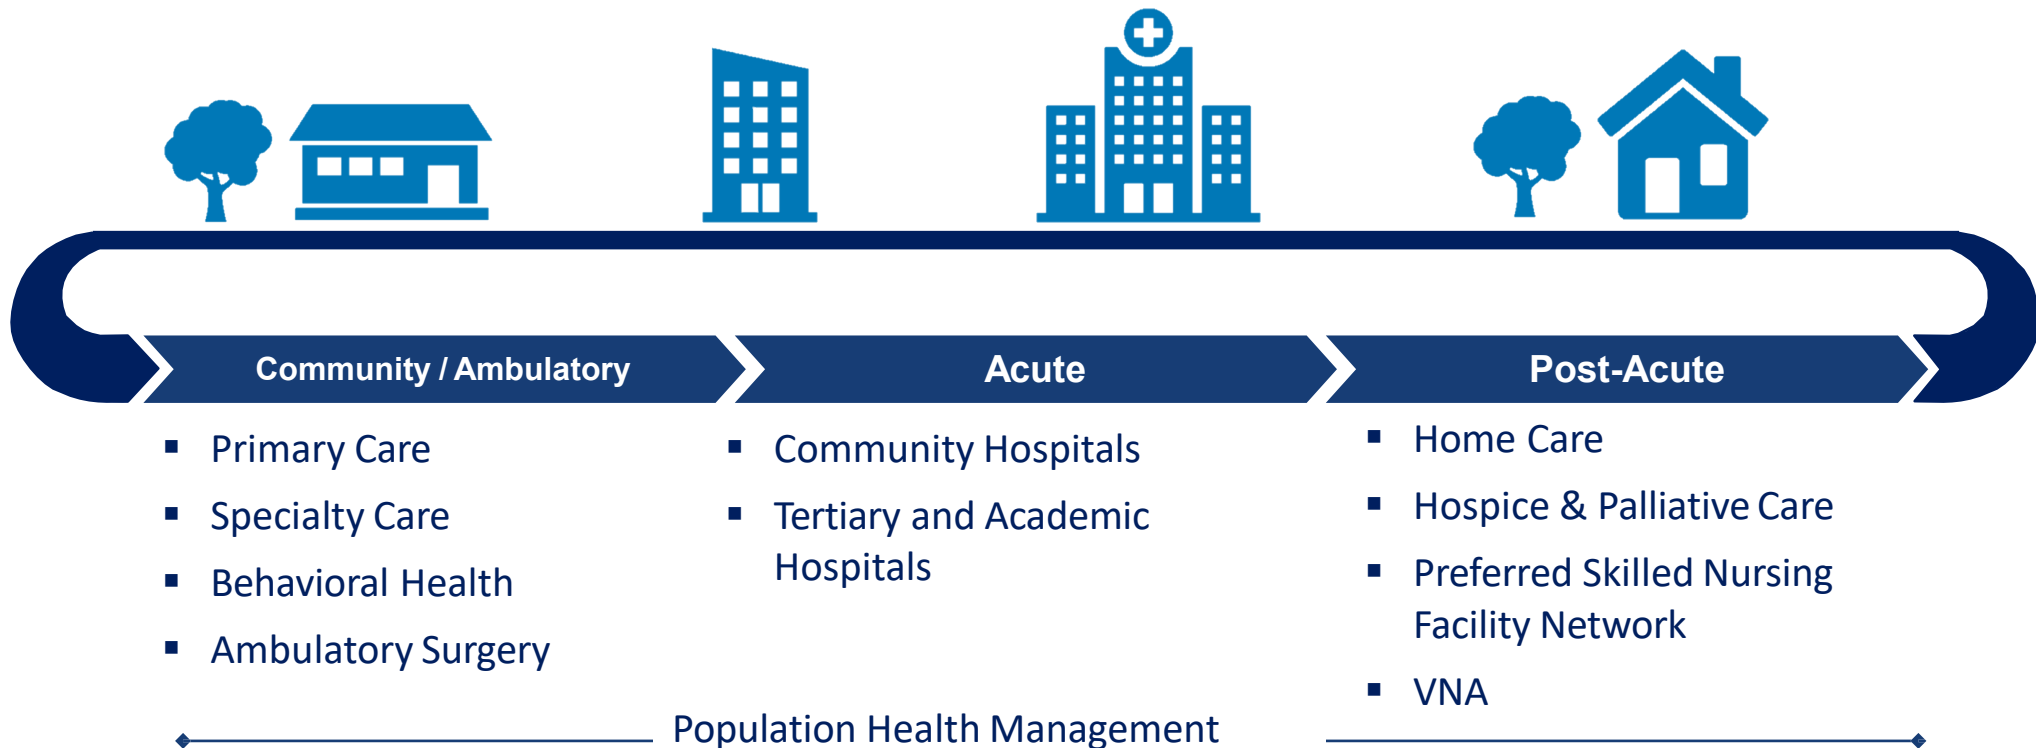 Community / Ambulatory
Acute
Post-Acute
▪ Primary Care
▪ Specialty Care
▪ Behavioral Health
▪ Ambulatory Surgery
▪ Community Hospitals
▪ Tertiary and Academic
Hospitals
▪ Home Care
▪ Hospice & Palliative Care
▪ Preferred Skilled Nursing
Facility Network
▪ VNA
Population Health Management